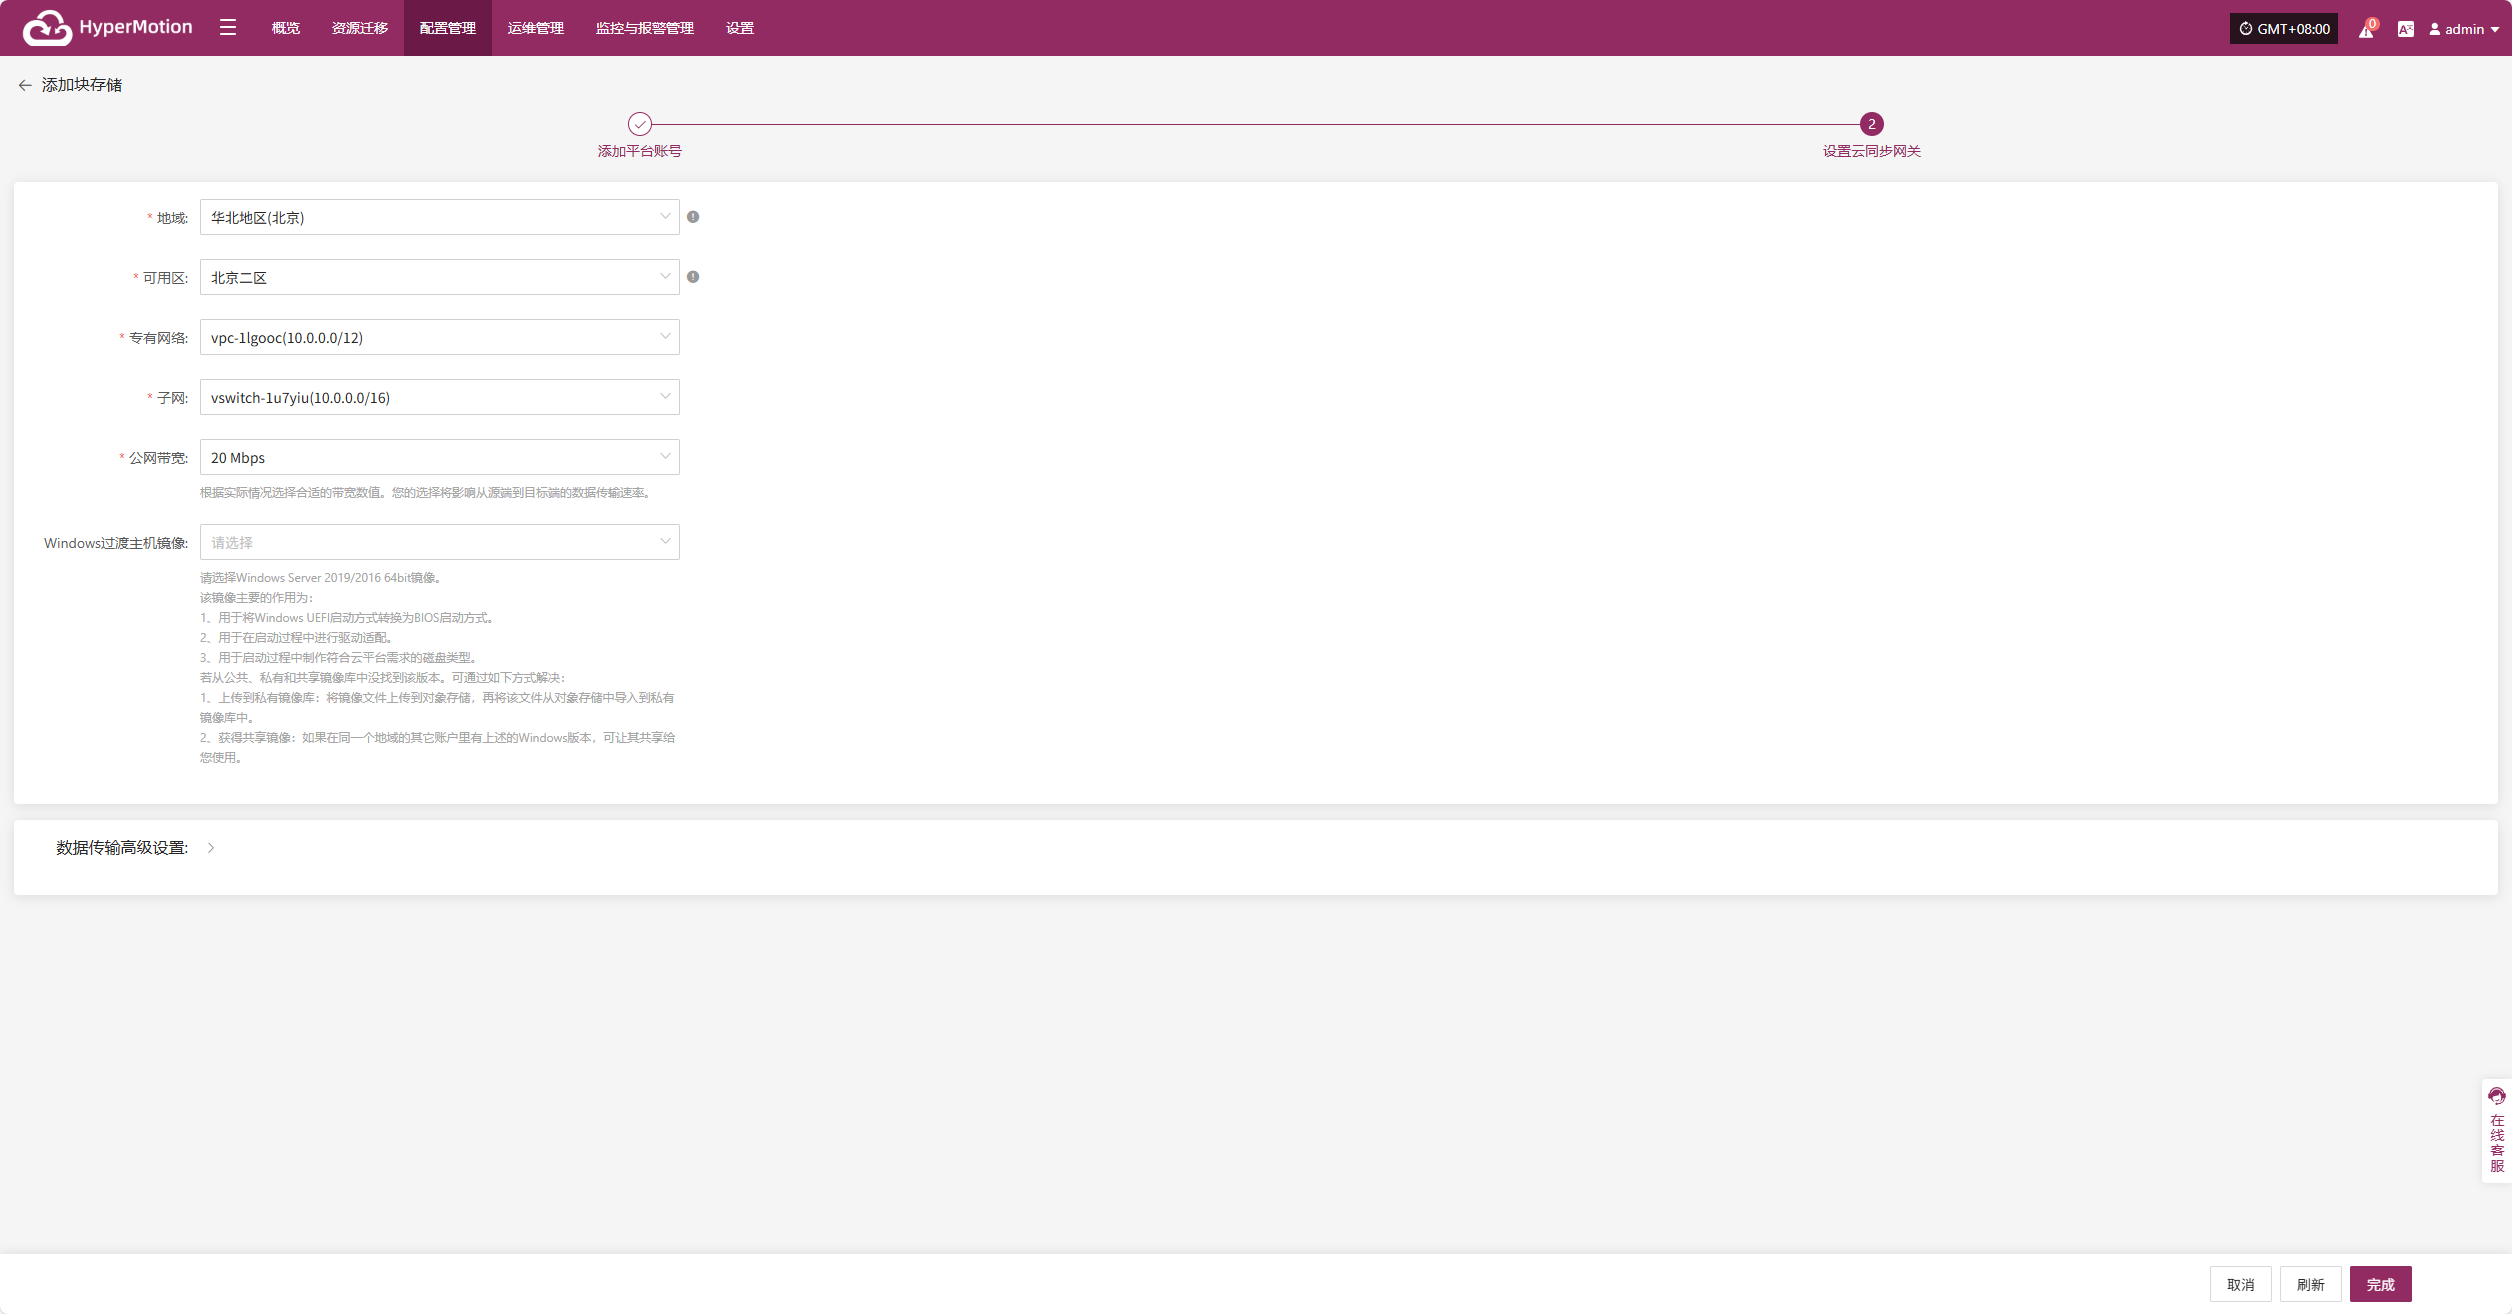 HyperMotion
概览
资源迁移
配置管理
运维管理
监控与报警管理
设置
GMT+08:00
0
admin
添加块存储
添加平台账号
2
设置云同步网关
* 地域:
华北地区(北京)
* 可用区:
北京二区
* 专有网络:
vpc-1lgooc(10.0.0.0/12)
* 子网:
vswitch-1u7yiu(10.0.0.0/16)
* 公网带宽:
20 Mbps
根据实际情况选择合适的带宽数值。您的选择将影响从源端到目标端的数据传输速率。
Windows过渡主机镜像:
请选择
请选择Windows Server 2019/2016 64bit镜像。
该镜像主要的作用为：
1、用于将Windows UEFI启动方式转换为BIOS启动方式。
2、用于在启动过程中进行驱动适配。
3、用于启动过程中制作符合云平台需求的磁盘类型。
若从公共、私有和共享镜像库中没找到该版本。可通过如下方式解决：
1、上传到私有镜像库：将镜像文件上传到对象存储，再将该文件从对象存储中导入到私有
镜像库中。
2、获得共享镜像：如果在同一个地域的其它账户里有上述的Windows版本，可让其共享给
您使用。
数据传输高级设置:
在线客服
取消
刷新
完成